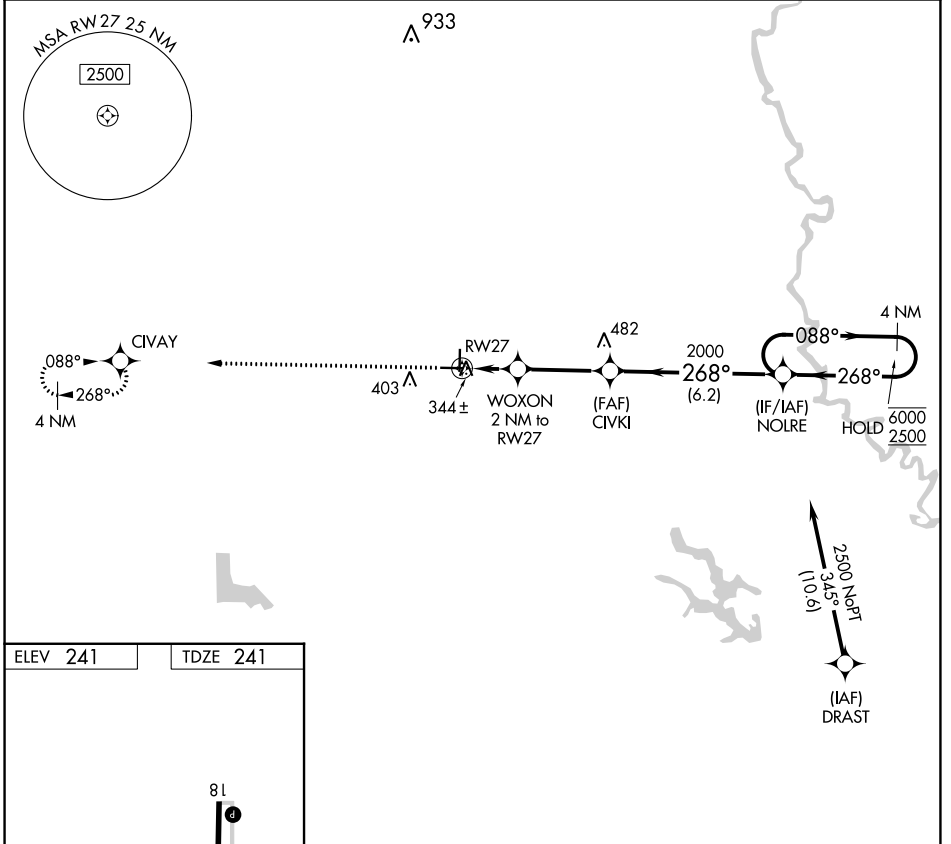 MSA RW27 25 NM
2500
933
CIVAY
088°
268°
4 NM
RW27
403
344 ±
WOXON
2 NM to
RW27
482
(FAF)
CIVKI
2000
268°
(6.2)
(IF/IAF)
NOLRE
088°
4 NM
268°
HOLD
6000
2500
2500 NoPT
345°
(10.6)
(IAF)
DRAST
ELEV 241
TDZE 241
18
P